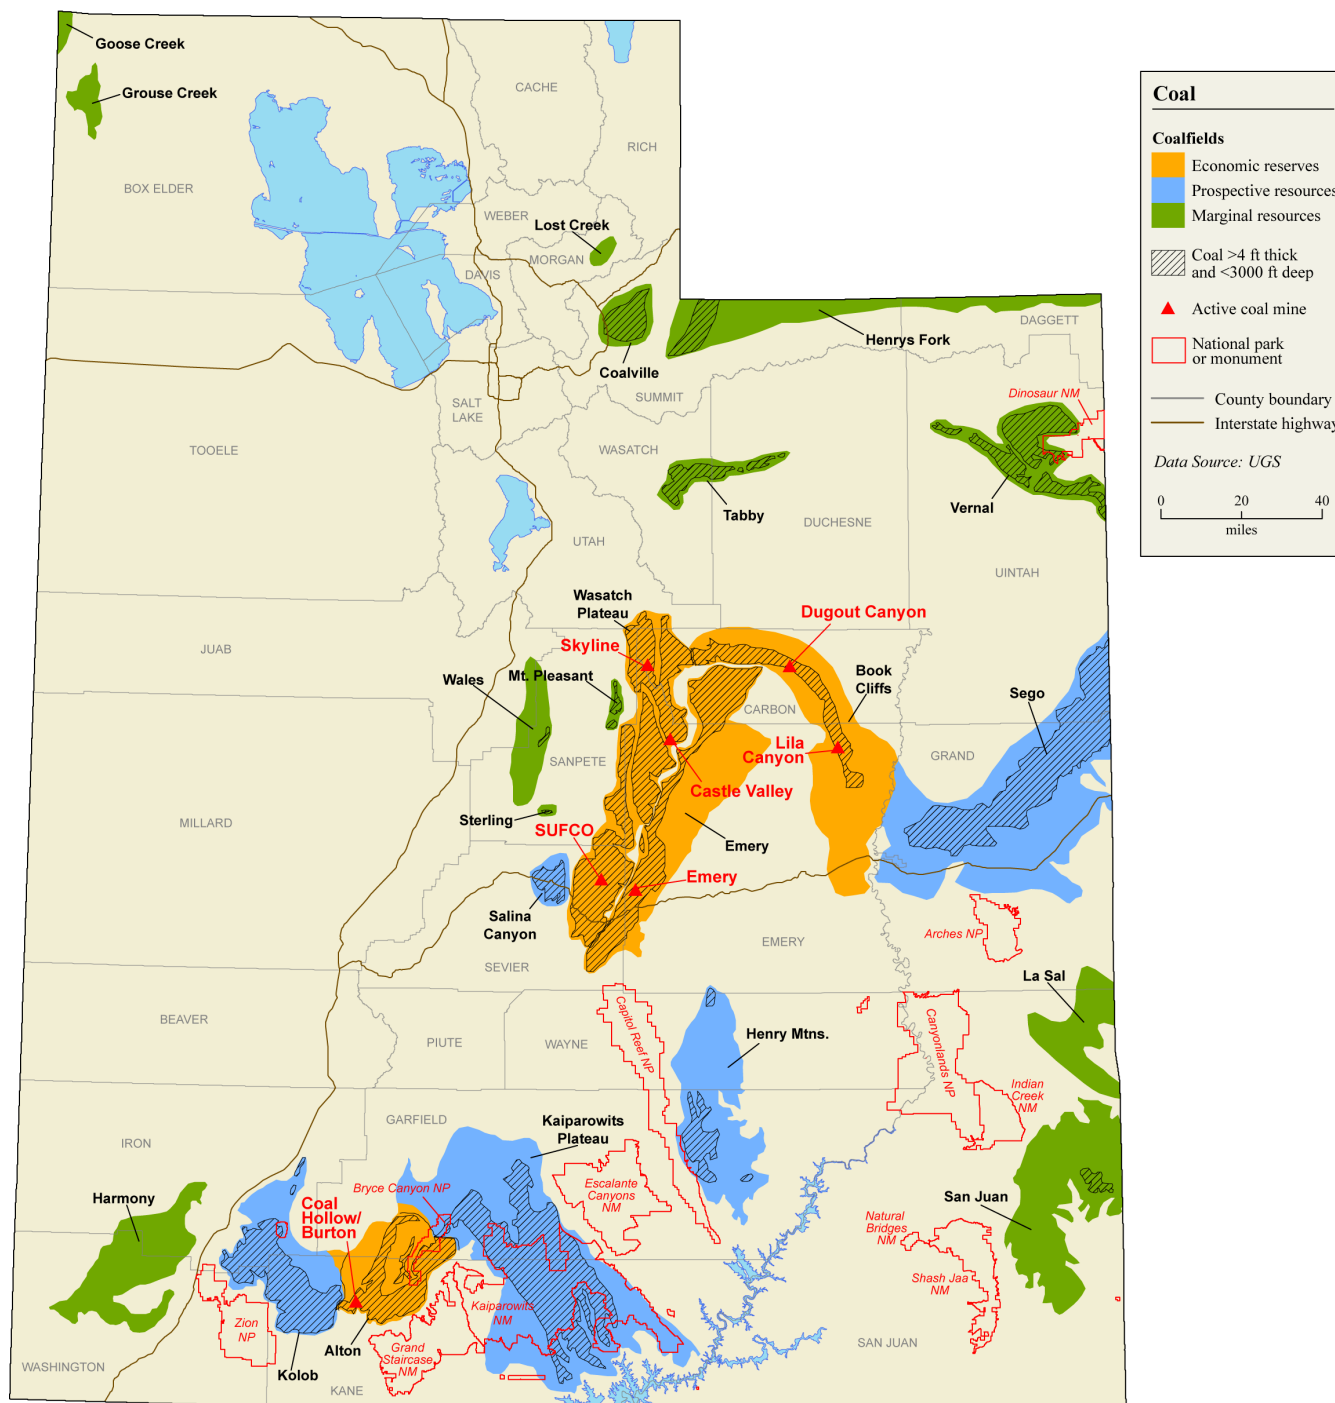 Goose Creek
Grouse Creek
CACHE
RICH
BOX ELDER
WEBER
Lost Creek
MORGAN
DAVIS
DAGGETT
Henrys Fork
Coalville
SUMMIT
SALT
LAKE
Dinosaur NM
TOOELE
WASATCH
Tabby
DUCHESNE
Vernal
UTAH
UINTAH
Wasatch
Plateau
Dugout Canyon
Skyline
JUAB
Wales
Mt. Pleasant
Book
Cliffs
Sego
CARBON
Lila
Canyon
GRAND
SANPETE
Castle Valley
MILLARD
Sterling
SUFCO
Emery
Emery
Salina
Canyon
Arches NP
EMERY
SEVIER
La Sal
BEAVER
PIUTE
WAYNE
Capitol Reef NP
Henry Mtns.
Canyonlands NP
Indian
Creek
NM
GARFIELD
Kaiparowits
Plateau
IRON
Harmony
Bryce Canyon NP
Coal
Hollow/
Burton
Escalante
Canyons
NM
San Juan
Natural
Bridges
NM
Shash Jaa
NM
Kaiparowits
NM
Zion
NP
Alton
Grand
Staircase
NM
SAN JUAN
WASHINGTON
Kolob
KANE
Coal
Coalfields
Economic reserves
Prospective resources
Marginal resources
Coal >4 ft thick
and <3000 ft deep
Active coal mine
National park
or monument
County boundary
Interstate highway
Data Source: UGS
0 20 40
miles